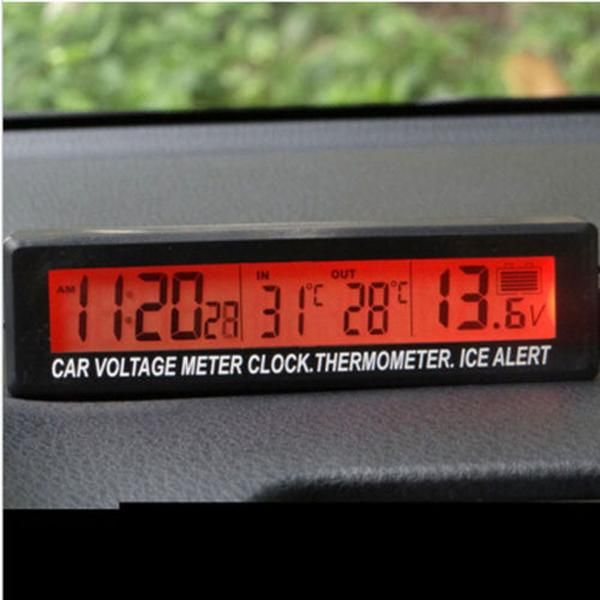 AM 11:20 28 IN 31°C OUT 28°C 13.6V
CAR VOLTAGE METER CLOCK.THERMOMETER. ICE ALERT